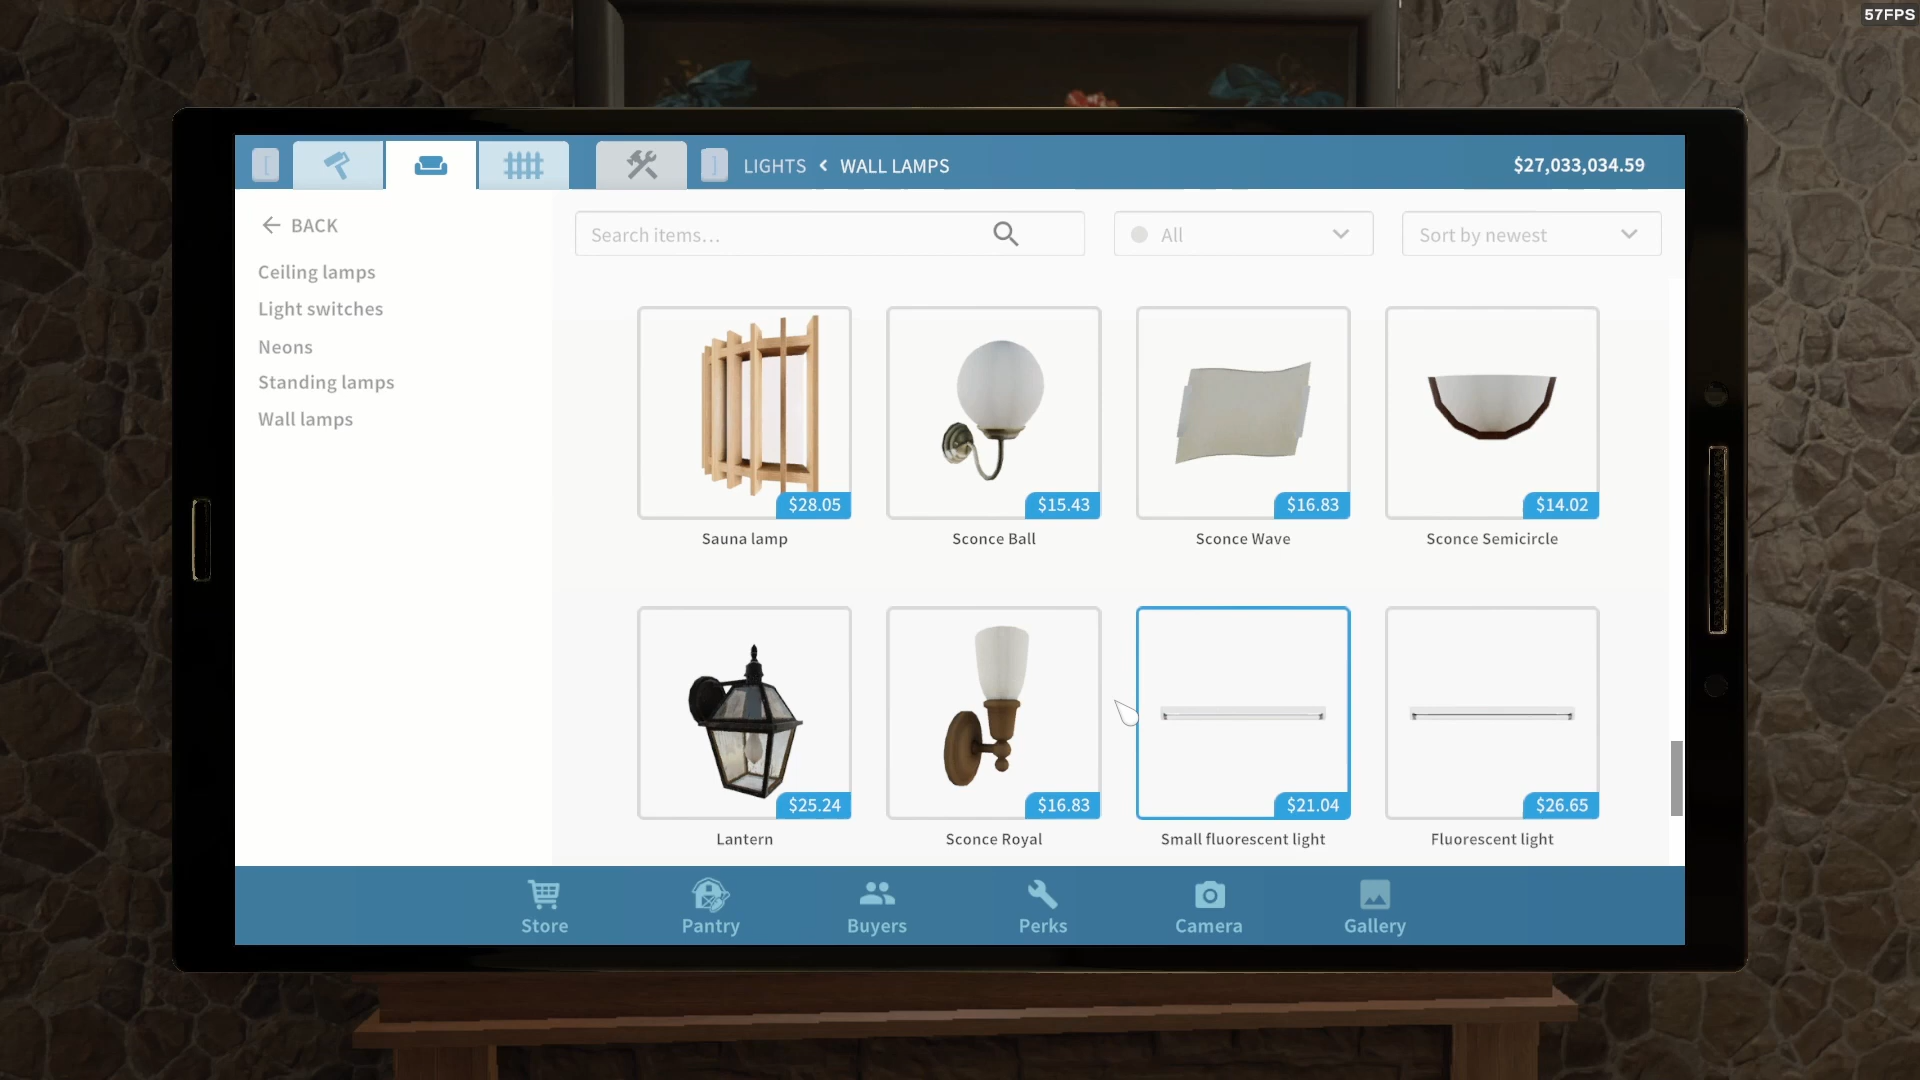 57FPS
[
]
LIGHTS < WALL LAMPS
$27,033,034.59
← BACK
Ceiling lamps
Light switches
Neons
Standing lamps
Wall lamps
Search items...
All
Sort by newest
$28.05
$15.43
$16.83
$14.02
Sauna lamp
Sconce Ball
Sconce Wave
Sconce Semicircle
$25.24
$16.83
$21.04
$26.65
Lantern
Sconce Royal
Small fluorescent light
Fluorescent light
Store
Pantry
Buyers
Perks
Camera
Gallery